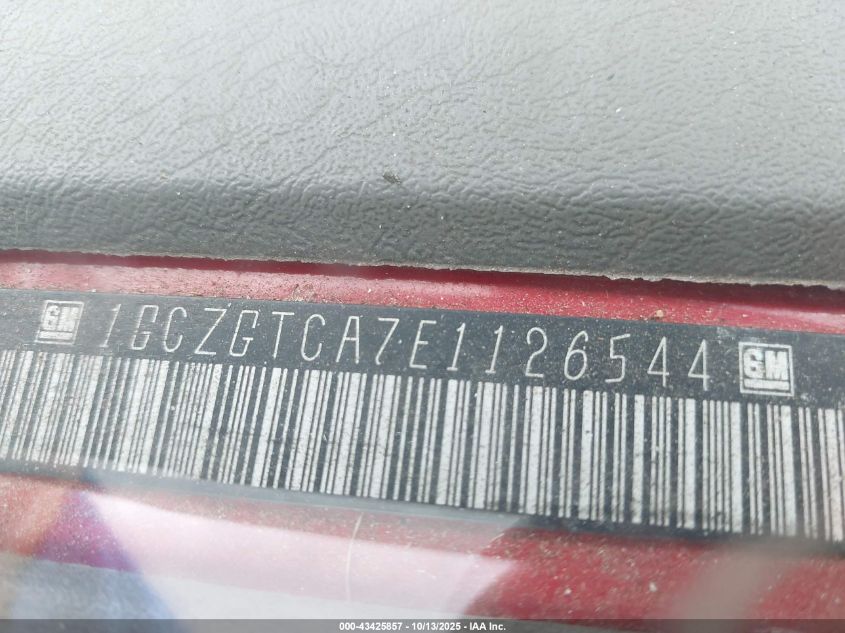 GM 1GCZGTCA7E1126544 GM
000-43425857 - 10/13/2025 - IAA Inc.